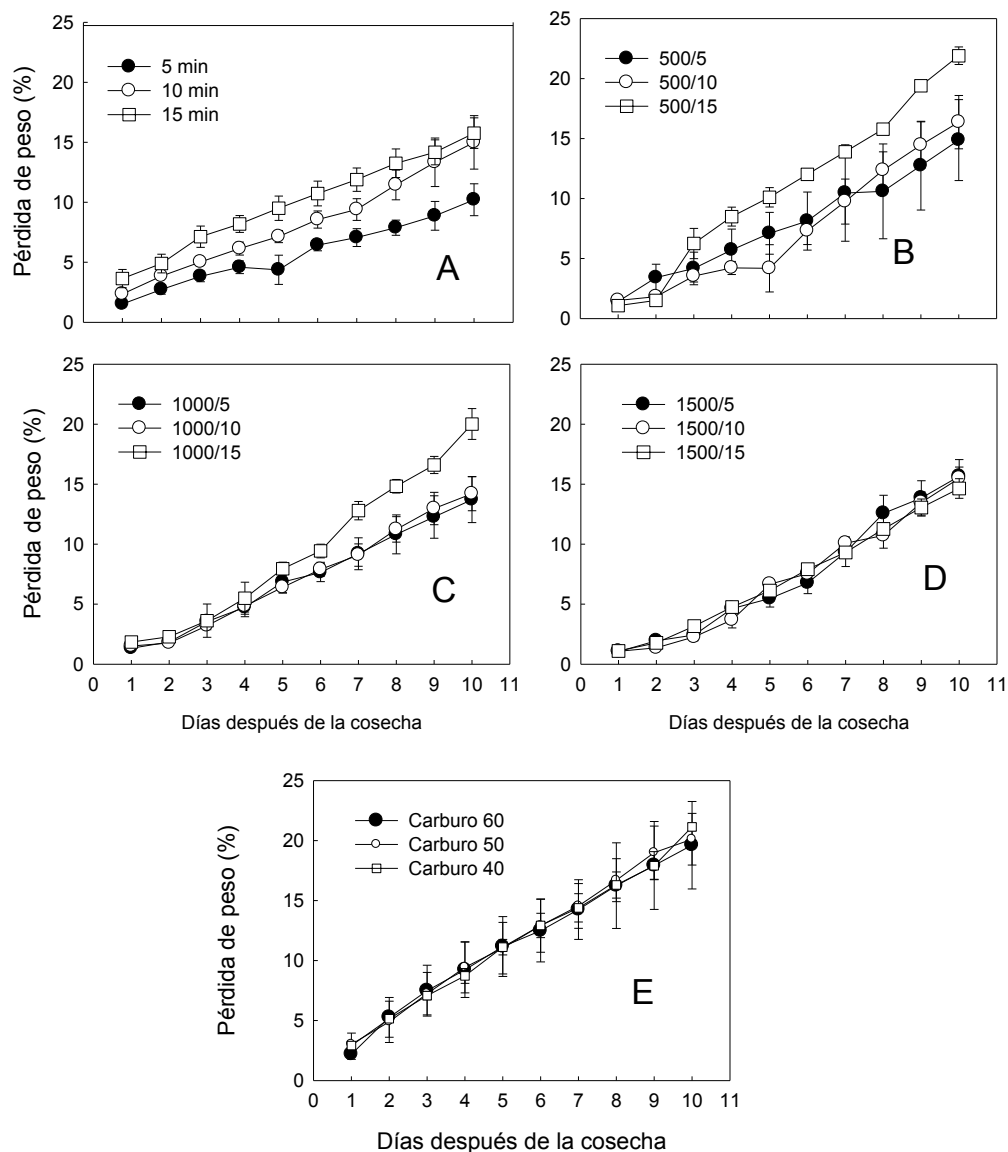 25
20
15
10
5
0
Pérdida de peso (%)
5 min
10 min
15 min
A
25
20
15
10
5
0
500/5
500/10
500/15
B
25
20
15
10
5
0
Pérdida de peso (%)
1000/5
1000/10
1000/15
C
0 1 2 3 4 5 6 7 8 9 10 11
Días después de la cosecha
25
20
15
10
5
0
1500/5
1500/10
1500/15
D
0 1 2 3 4 5 6 7 8 9 10 11
Días después de la cosecha
25
20
15
10
5
0
Pérdida de peso (%)
Carburo 60
Carburo 50
Carburo 40
E
0 1 2 3 4 5 6 7 8 9 10 11
Días después de la cosecha